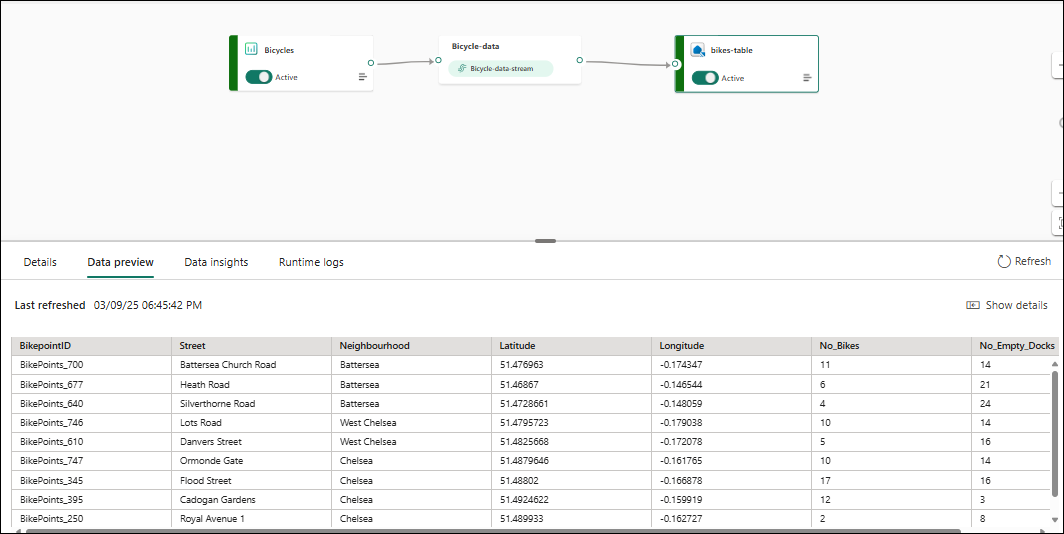 Bicycles
Active
Bicycle-data
Bicycle-data-stream
bikes-table
Active
Details Data preview Data insights Runtime logs Refresh
Last refreshed 03/09/25 06:45:42 PM Show details
BikepointID Street Neighbourhood Latitude Longitude No_Bikes No_Empty_Docks
BikePoints_700 Battersea Church Road Battersea 51.476963 -0.174347 11 14
BikePoints_677 Heath Road Battersea 51.46867 -0.146544 6 21
BikePoints_640 Silverthorne Road Battersea 51.4728661 -0.148059 4 24
BikePoints_746 Lots Road West Chelsea 51.4795723 -0.179038 10 14
BikePoints_610 Danvers Street West Chelsea 51.4825668 -0.172078 5 16
BikePoints_747 Ormonde Gate Chelsea 51.4879646 -0.161765 10 14
BikePoints_345 Flood Street Chelsea 51.48802 -0.166878 17 16
BikePoints_395 Cadogan Gardens Chelsea 51.4924622 -0.159919 12 3
BikePoints_250 Royal Avenue 1 Chelsea 51.489933 -0.162727 2 8